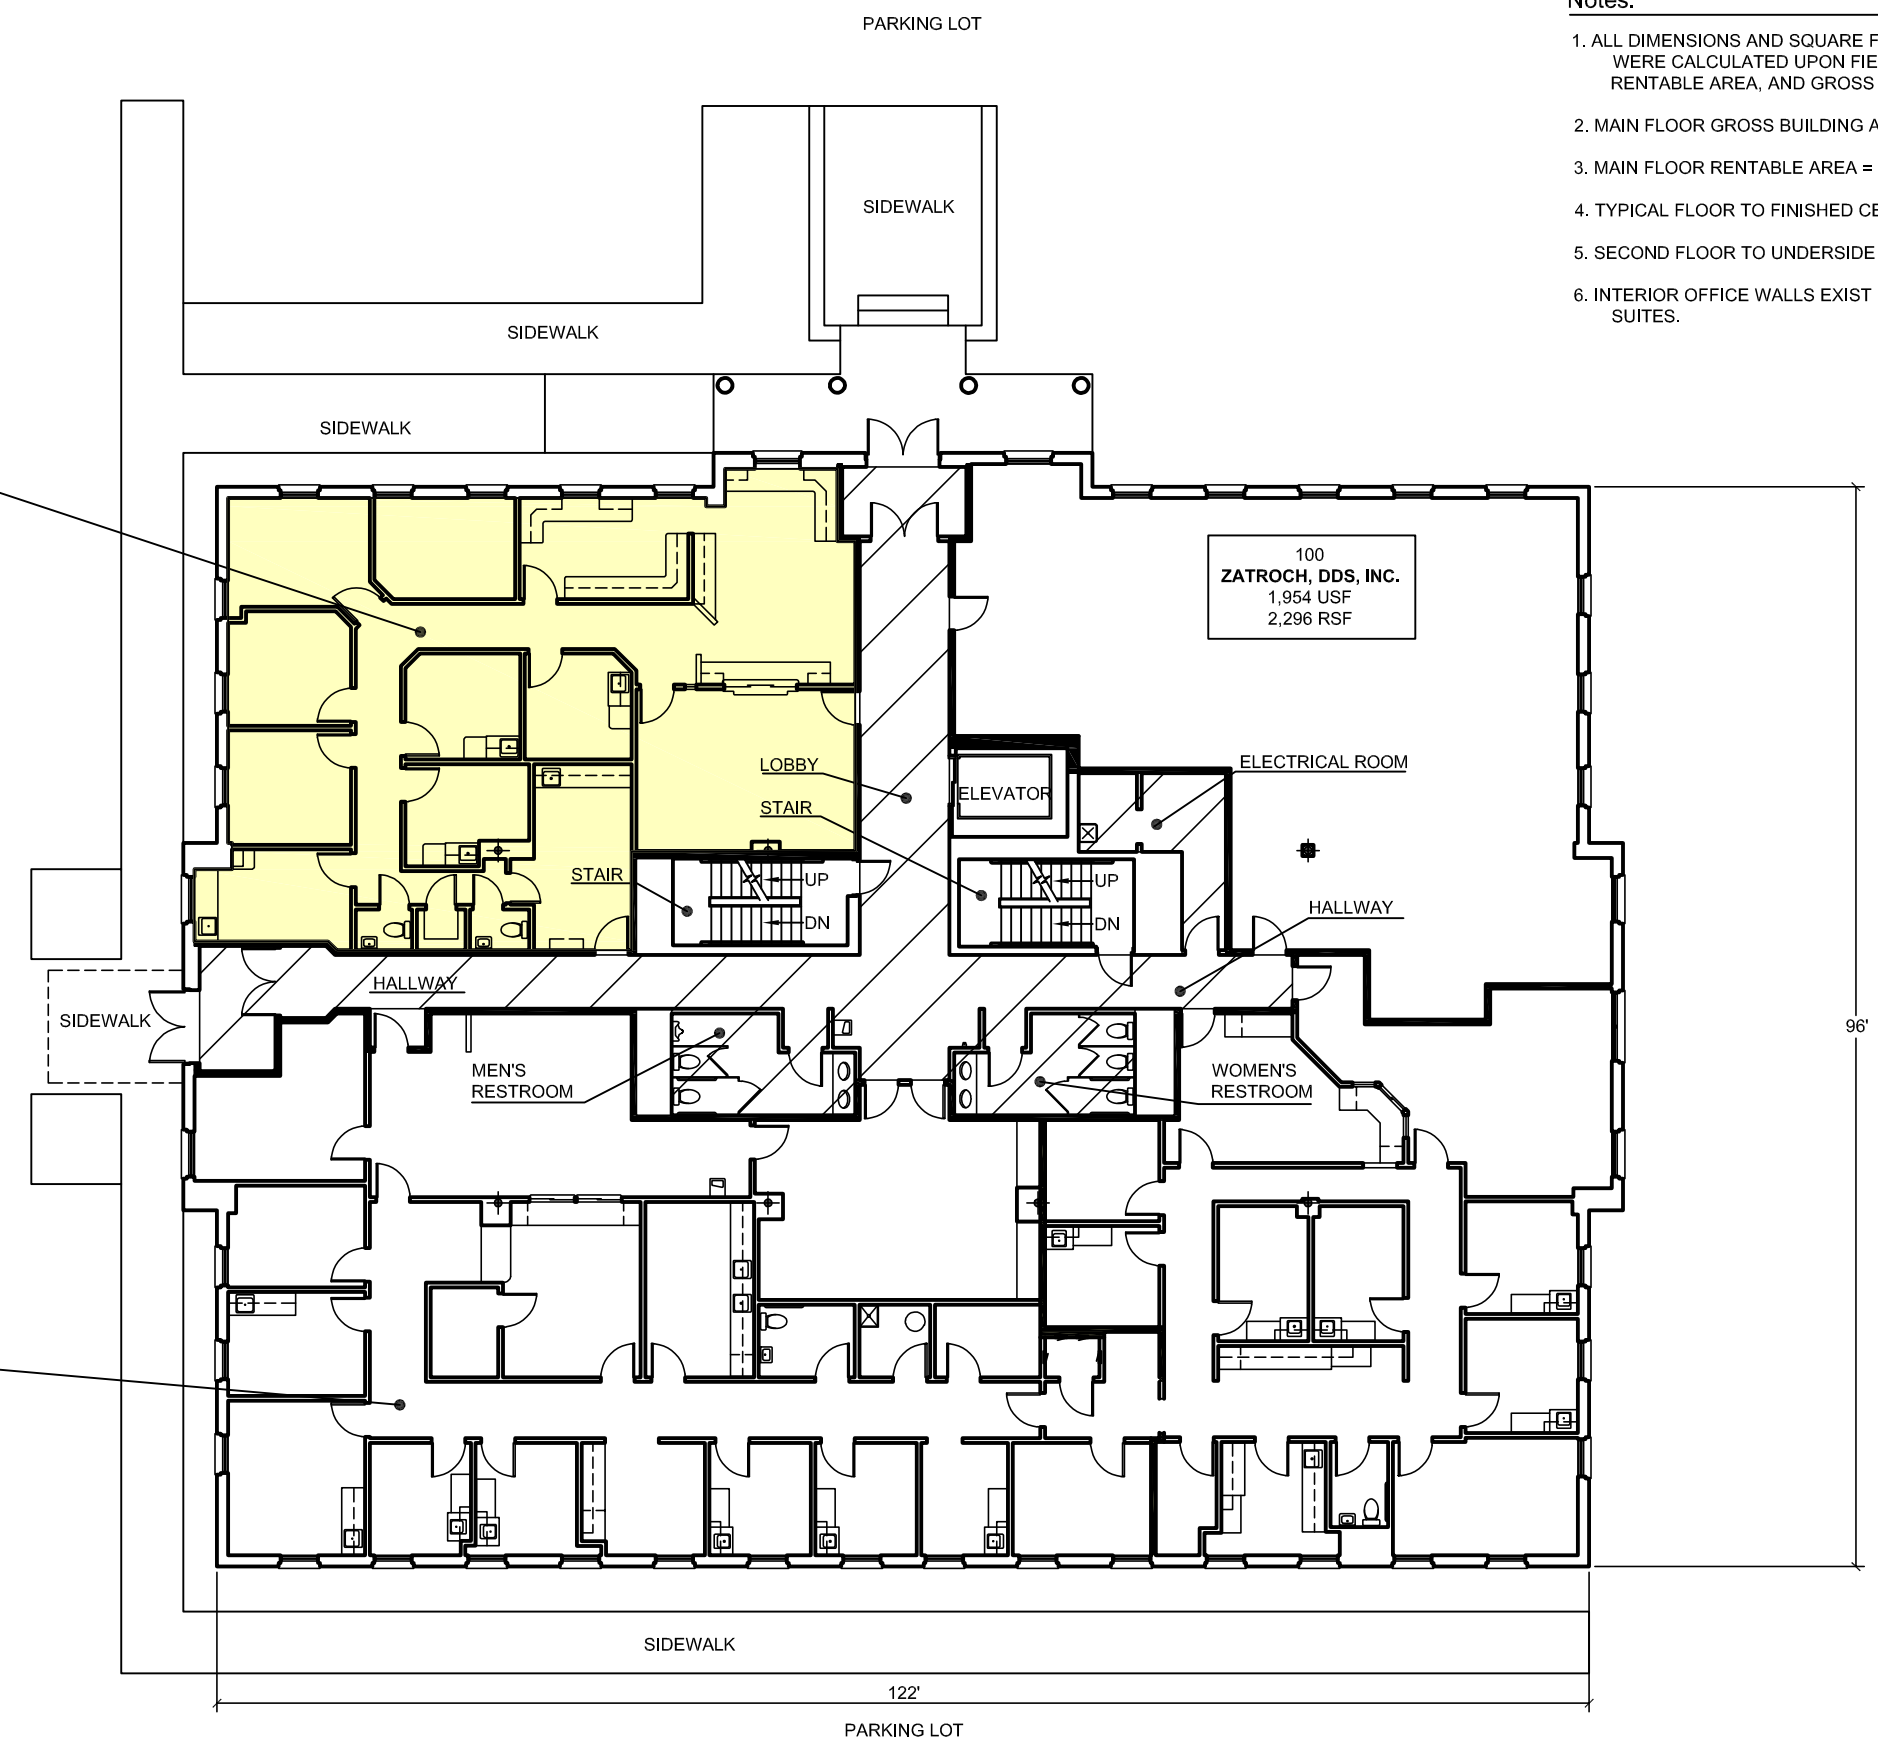 PARKING LOT
Notes:
1. ALL DIMENSIONS AND SQUARE
WERE CALCULATED UPON
RENTABLE AREA, AND GROSS
2. MAIN FLOOR GROSS BUILDING
3. MAIN FLOOR RENTABLE AREA =
4. TYPICAL FLOOR TO FINISHED
5. SECOND FLOOR TO UNDERSIDE
6. INTERIOR OFFICE WALLS EXIST
SUITES.
SIDEWALK
SIDEWALK
SIDEWALK
100
ZATROCH, DDS, INC.
1,954 USF
2,296 RSF
LOBBY
STAIR
ELEVATOR
ELECTRICAL ROOM
STAIR
UP
DN
UP
DN
HALLWAY
HALLWAY
SIDEWALK
96'
MEN'S
RESTROOM
WOMEN'S
RESTROOM
SIDEWALK
122'
PARKING LOT